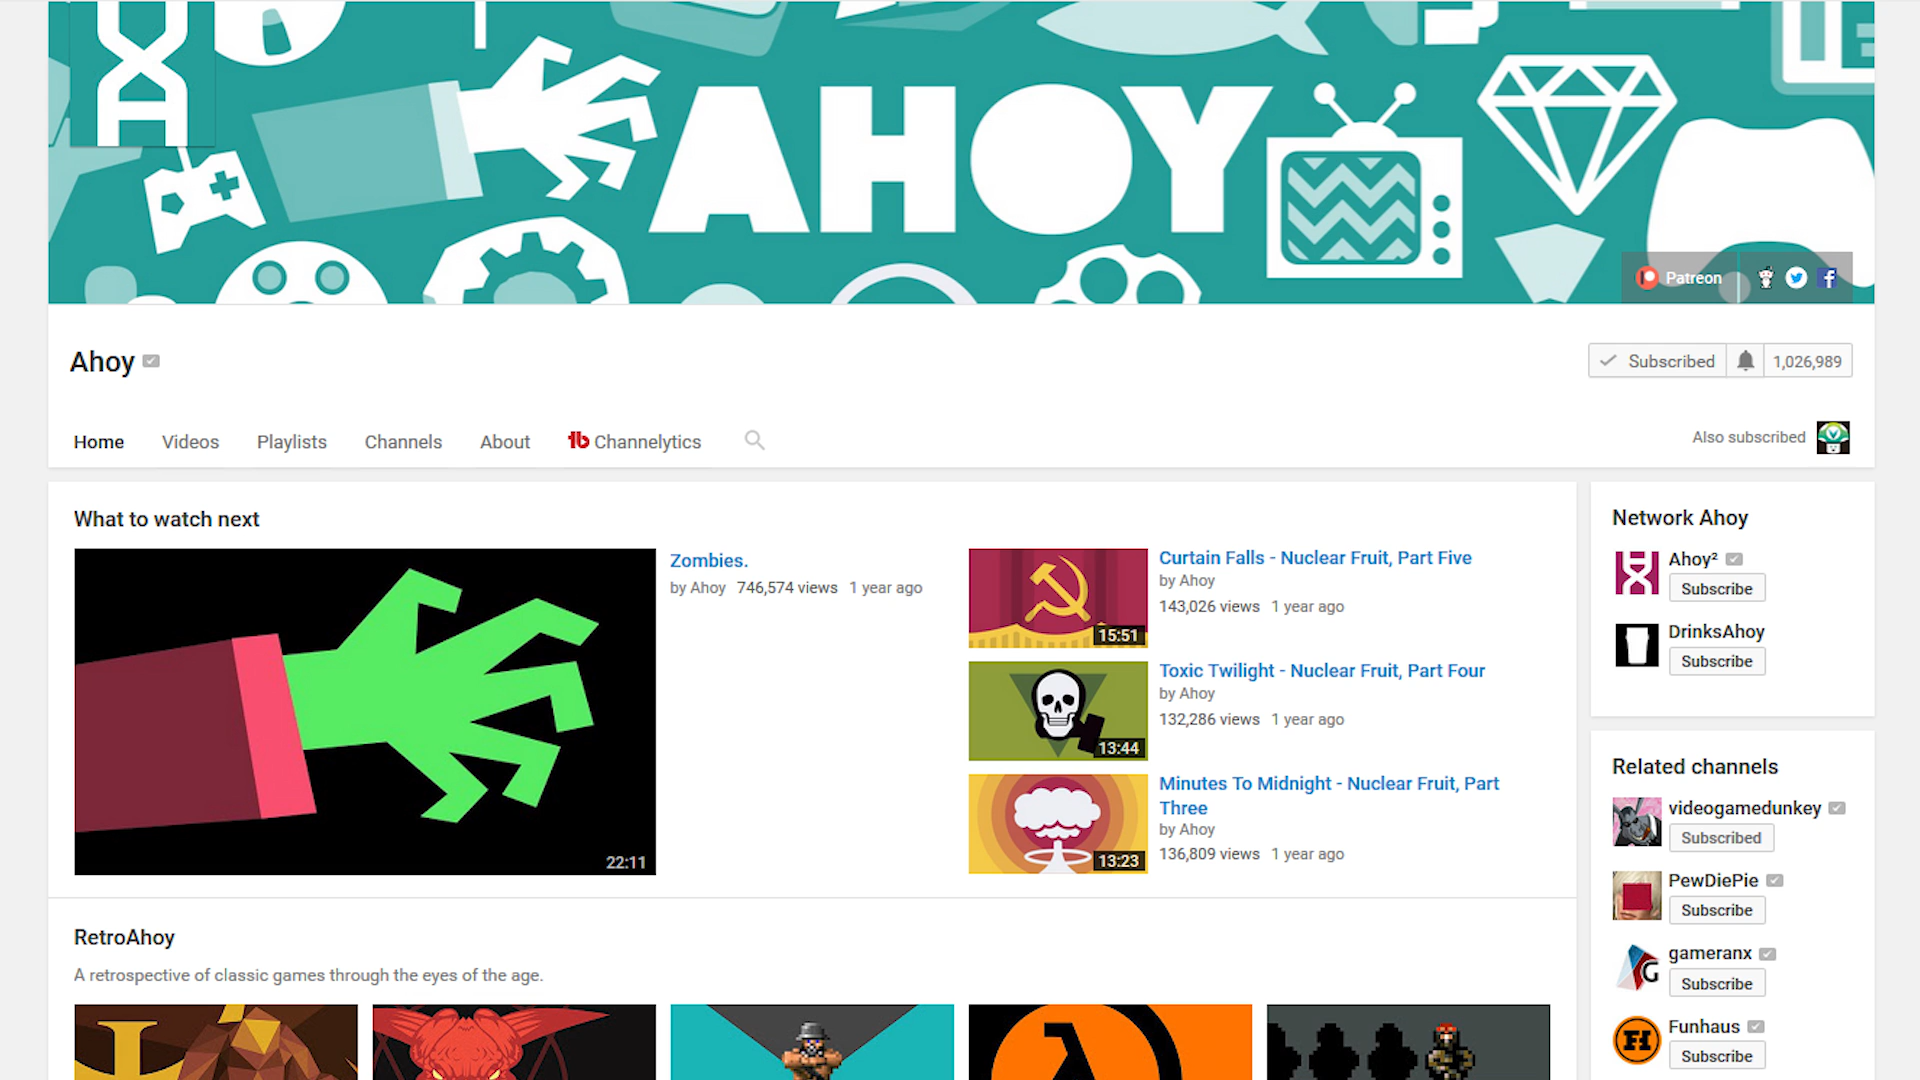 AHOY
Patreon
Ahoy
Subscribed 1,026,989
Home Videos Playlists Channels About Channelytics
Also subscribed
What to watch next
22:11
Zombies.
by Ahoy 746,574 views 1 year ago
15:51
Curtain Falls - Nuclear Fruit, Part Five
by Ahoy
143,026 views 1 year ago
13:44
Toxic Twilight - Nuclear Fruit, Part Four
by Ahoy
132,286 views 1 year ago
13:23
Minutes To Midnight - Nuclear Fruit, Part
Three
by Ahoy
136,809 views 1 year ago
RetroAhoy
A retrospective of classic games through the eyes of the age.
Network Ahoy
Ahoy²
Subscribe
DrinksAhoy
Subscribe
Related channels
videogamedunkey
Subscribed
PewDiePie
Subscribe
gameranx
Subscribe
Funhaus
Subscribe